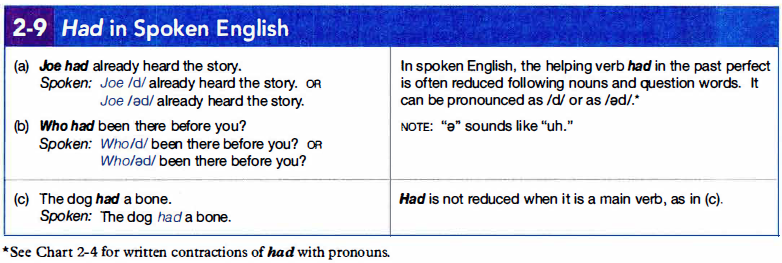 2-9 Had in Spoken English
(a) Joe had already heard the story.
Spoken: Joe /d/ already heard the story. OR
Joe /əd/ already heard the story.
(b) Who had been there before you?
Spoken: Who/d/ been there before you? OR
Who/əd/ been there before you?
In spoken English, the helping verb had in the past perfect
is often reduced following nouns and question words. It
can be pronounced as /d/ or as /əd/.*
NOTE: "ə" sounds like "uh."
(c) The dog had a bone.
Spoken: The dog had a bone.
Had is not reduced when it is a main verb, as in (c).
*See Chart 2-4 for written contractions of had with pronouns.